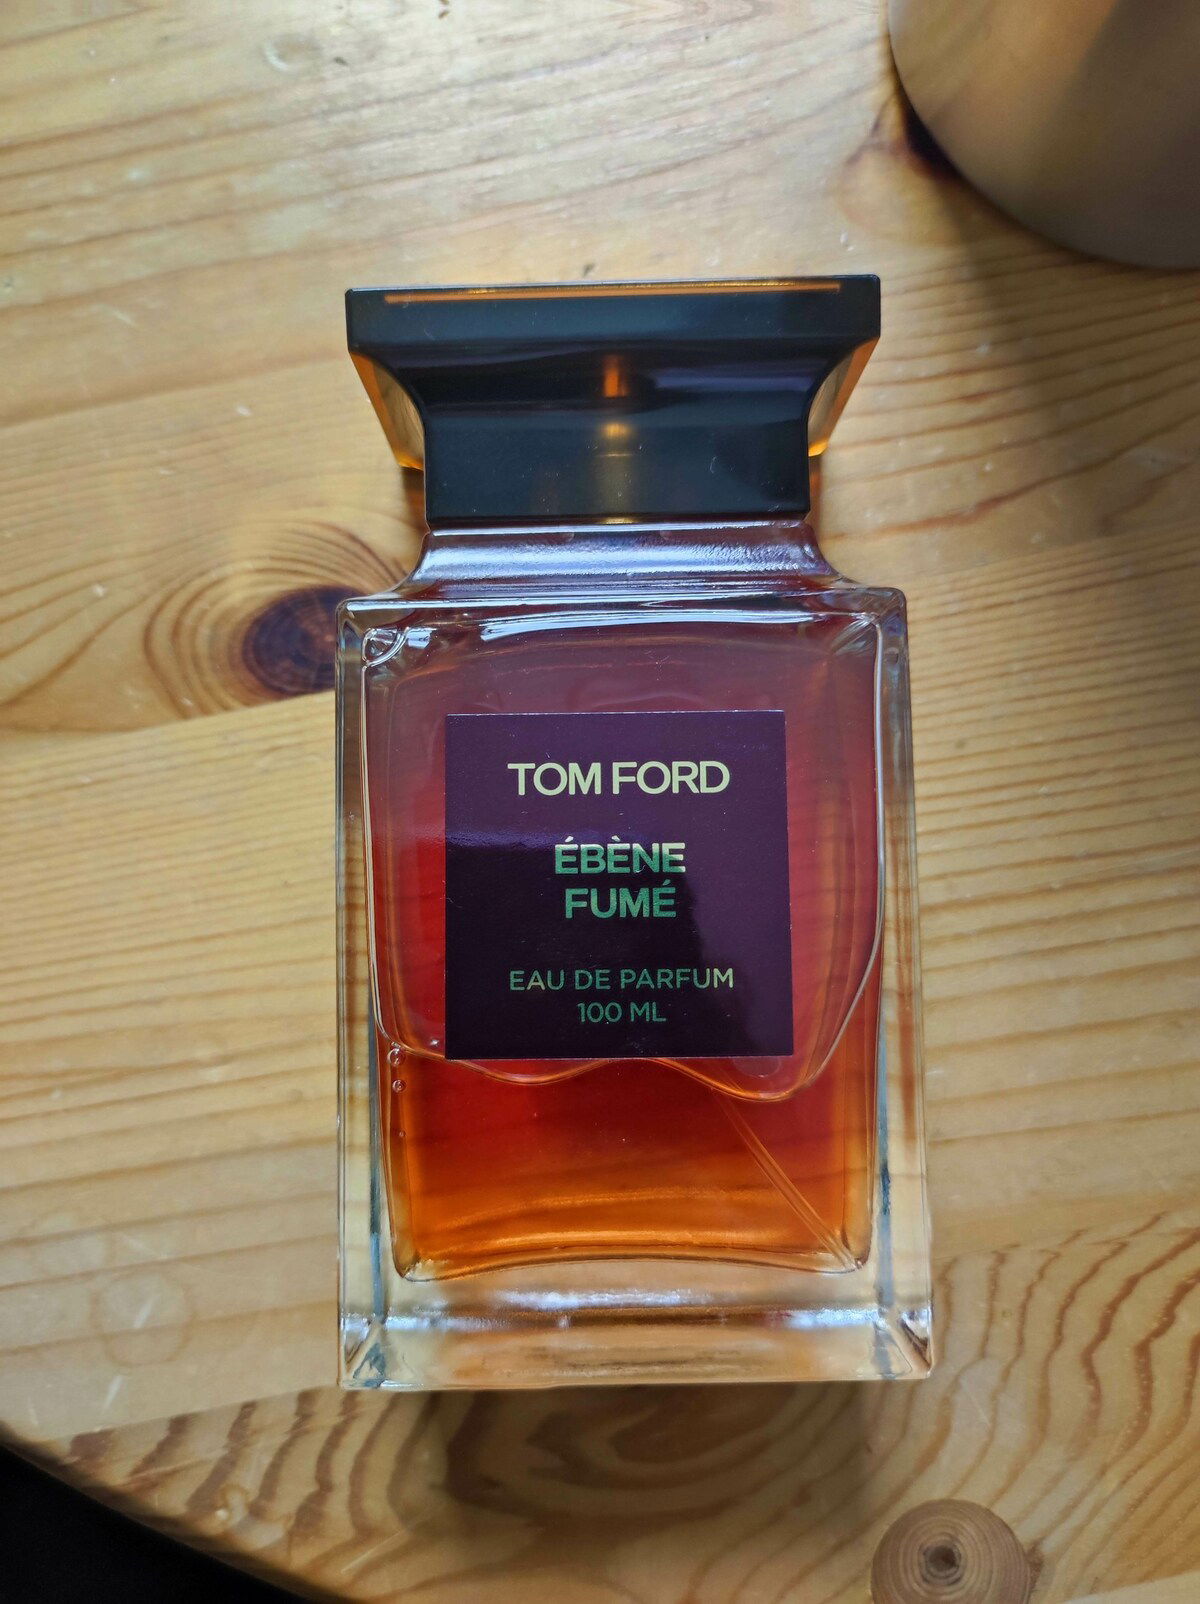 TOM FORD
ÉBÈNE
FUMÉ
EAU DE PARFUM
100 ML